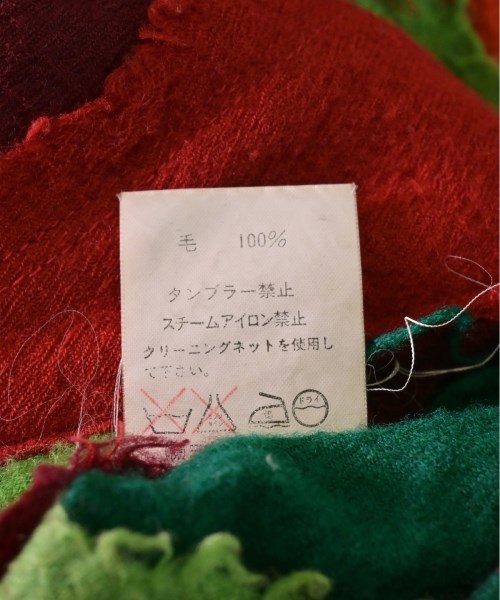 毛 100%
タンブラー禁止
スチームアイロン禁止
クリーニングネットを使用し
て下さい。
ドライ